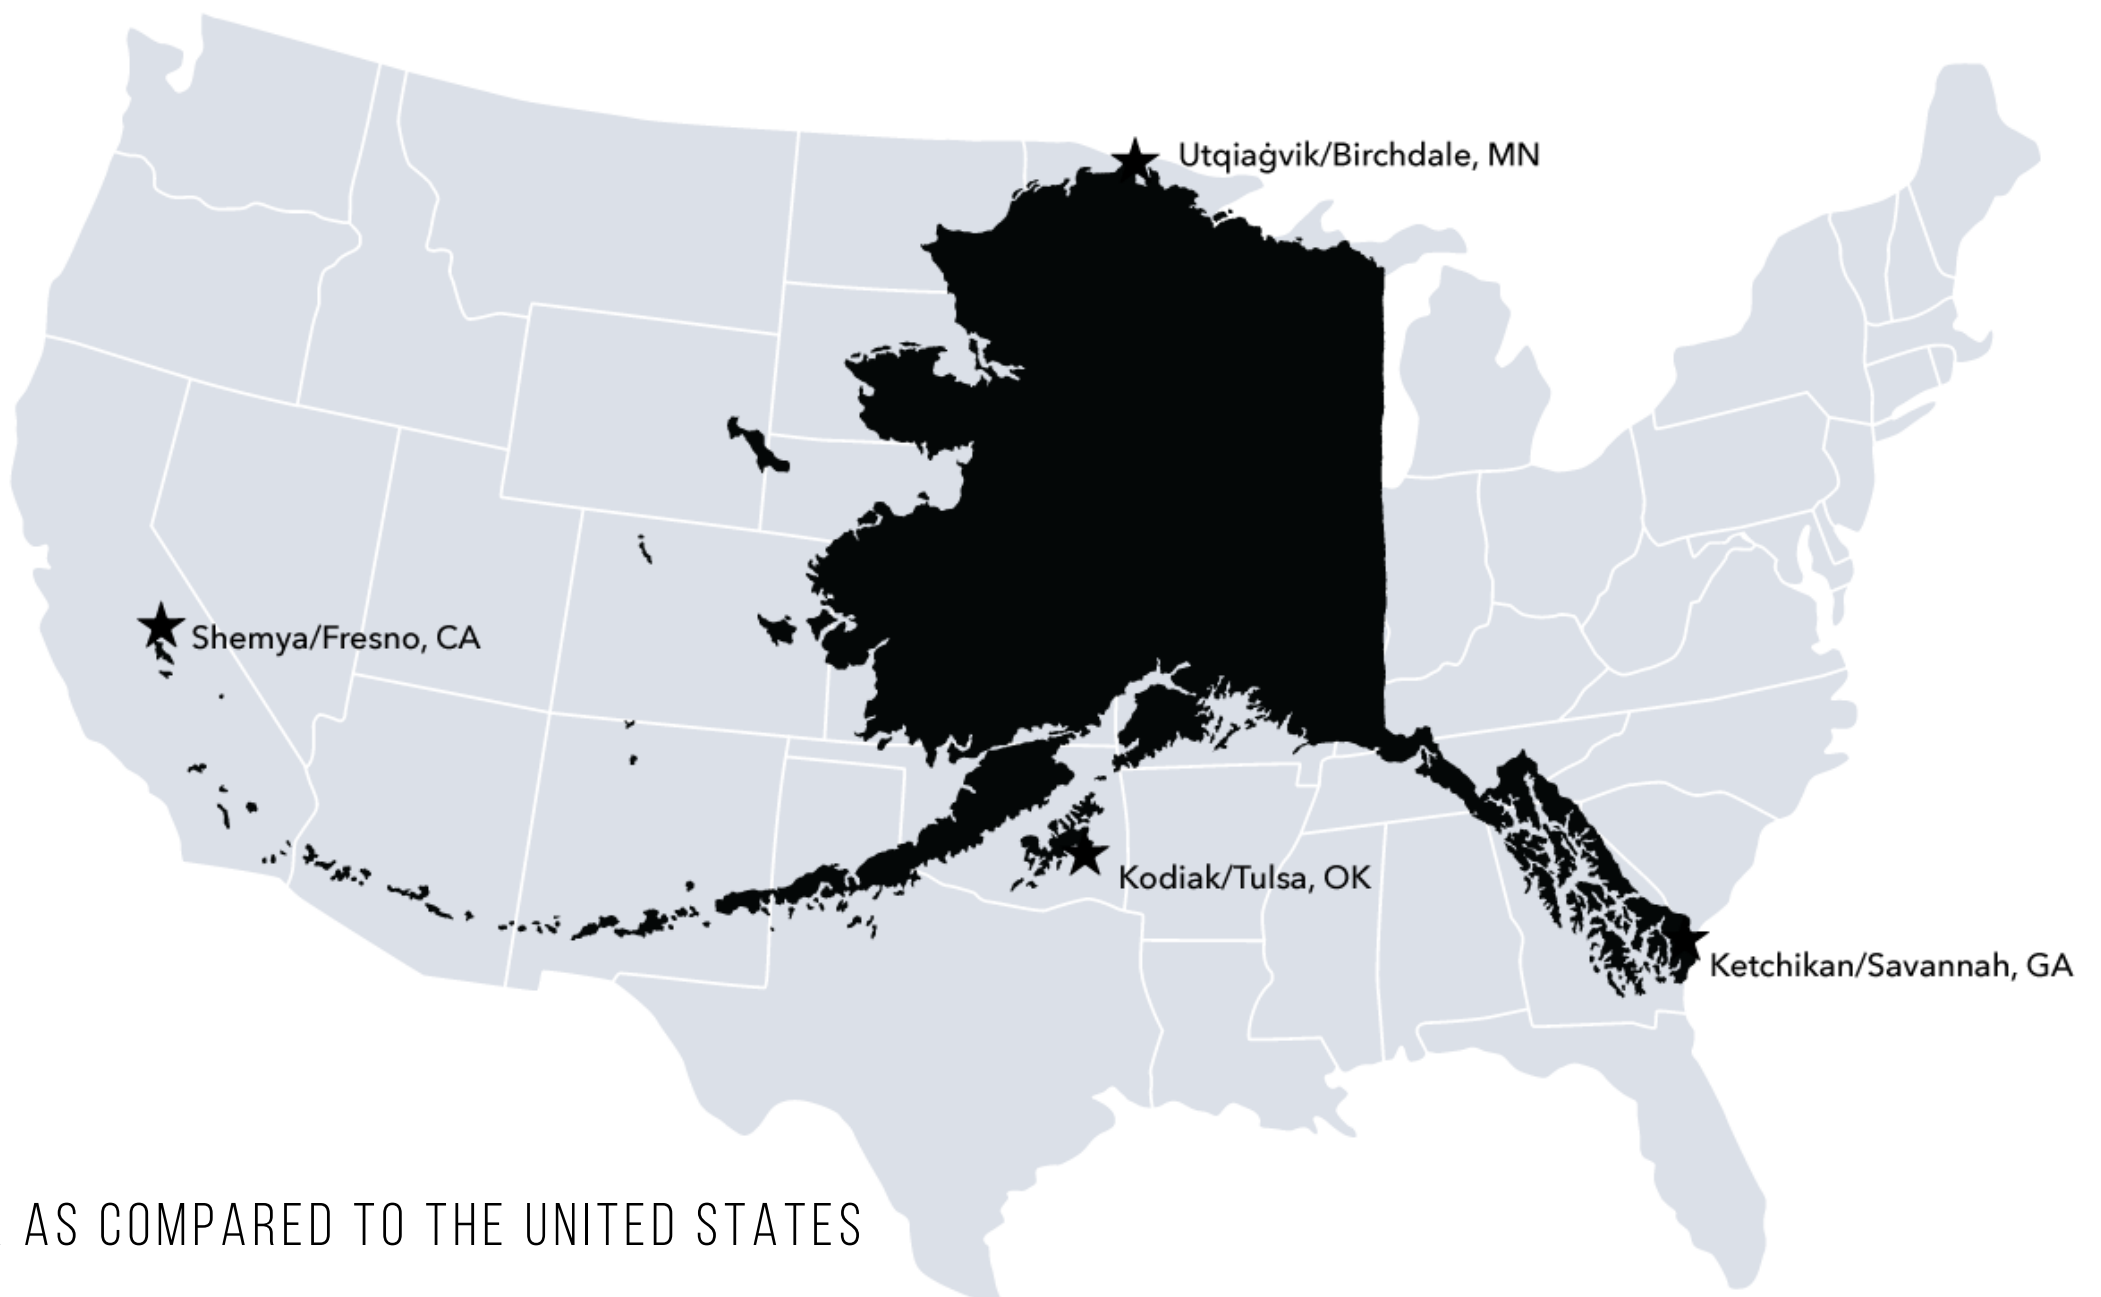 Utqiaġvik/Birchdale, MN
Shemya/Fresno, CA
Kodiak/Tulsa, OK
Ketchikan/Savannah, GA
AS COMPARED TO THE UNITED STATES